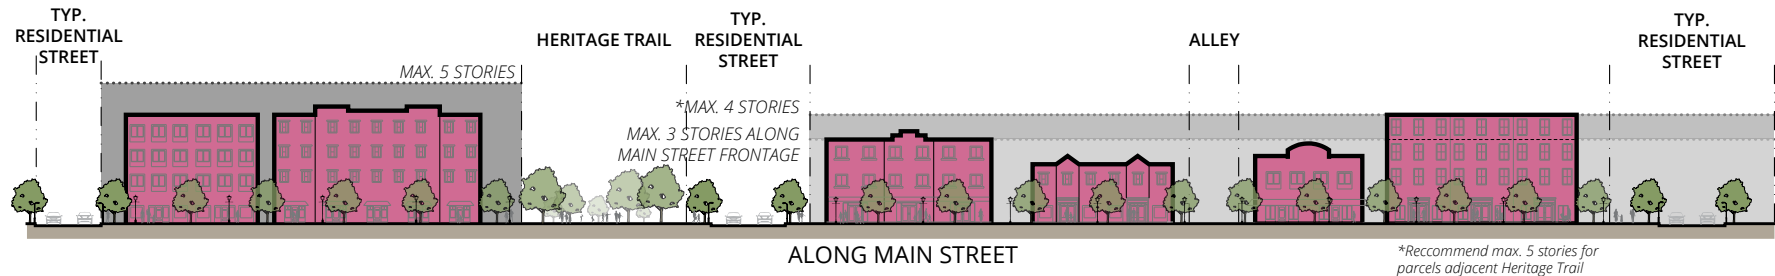 TYP.
RESIDENTIAL
STREET
MAX. 5 STORIES
HERITAGE TRAIL
TYP.
RESIDENTIAL
STREET
*MAX. 4 STORIES
MAX. 3 STORIES ALONG
MAIN STREET FRONTAGE
ALLEY
TYP.
RESIDENTIAL
STREET
ALONG MAIN STREET
*Reccommend max. 5 stories for
parcels adjacent Heritage Trail